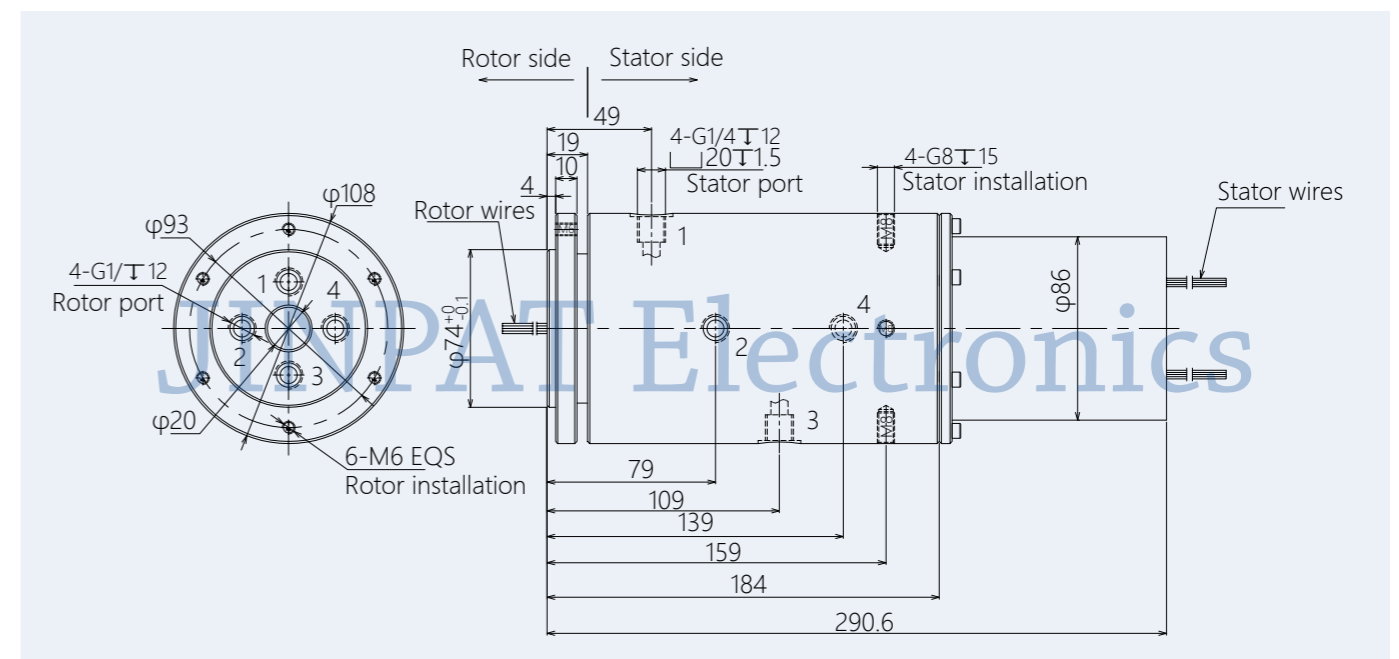 Rotor side
Stator side
49
19
10
4
4-G1/4↧12
20↧1.5
Stator port
4-G8↧15
Stator installation
Stator wires
Rotor wires
φ108
φ93
4-G1/↧12
Rotor port
1
4
2
3
φ20
6-M6 EQS
Rotor installation
M6
1
M8
φ74 +0 -0.1
2
4
3
M8
φ86
79
109
139
159
184
290.6
JINPAT Electronics